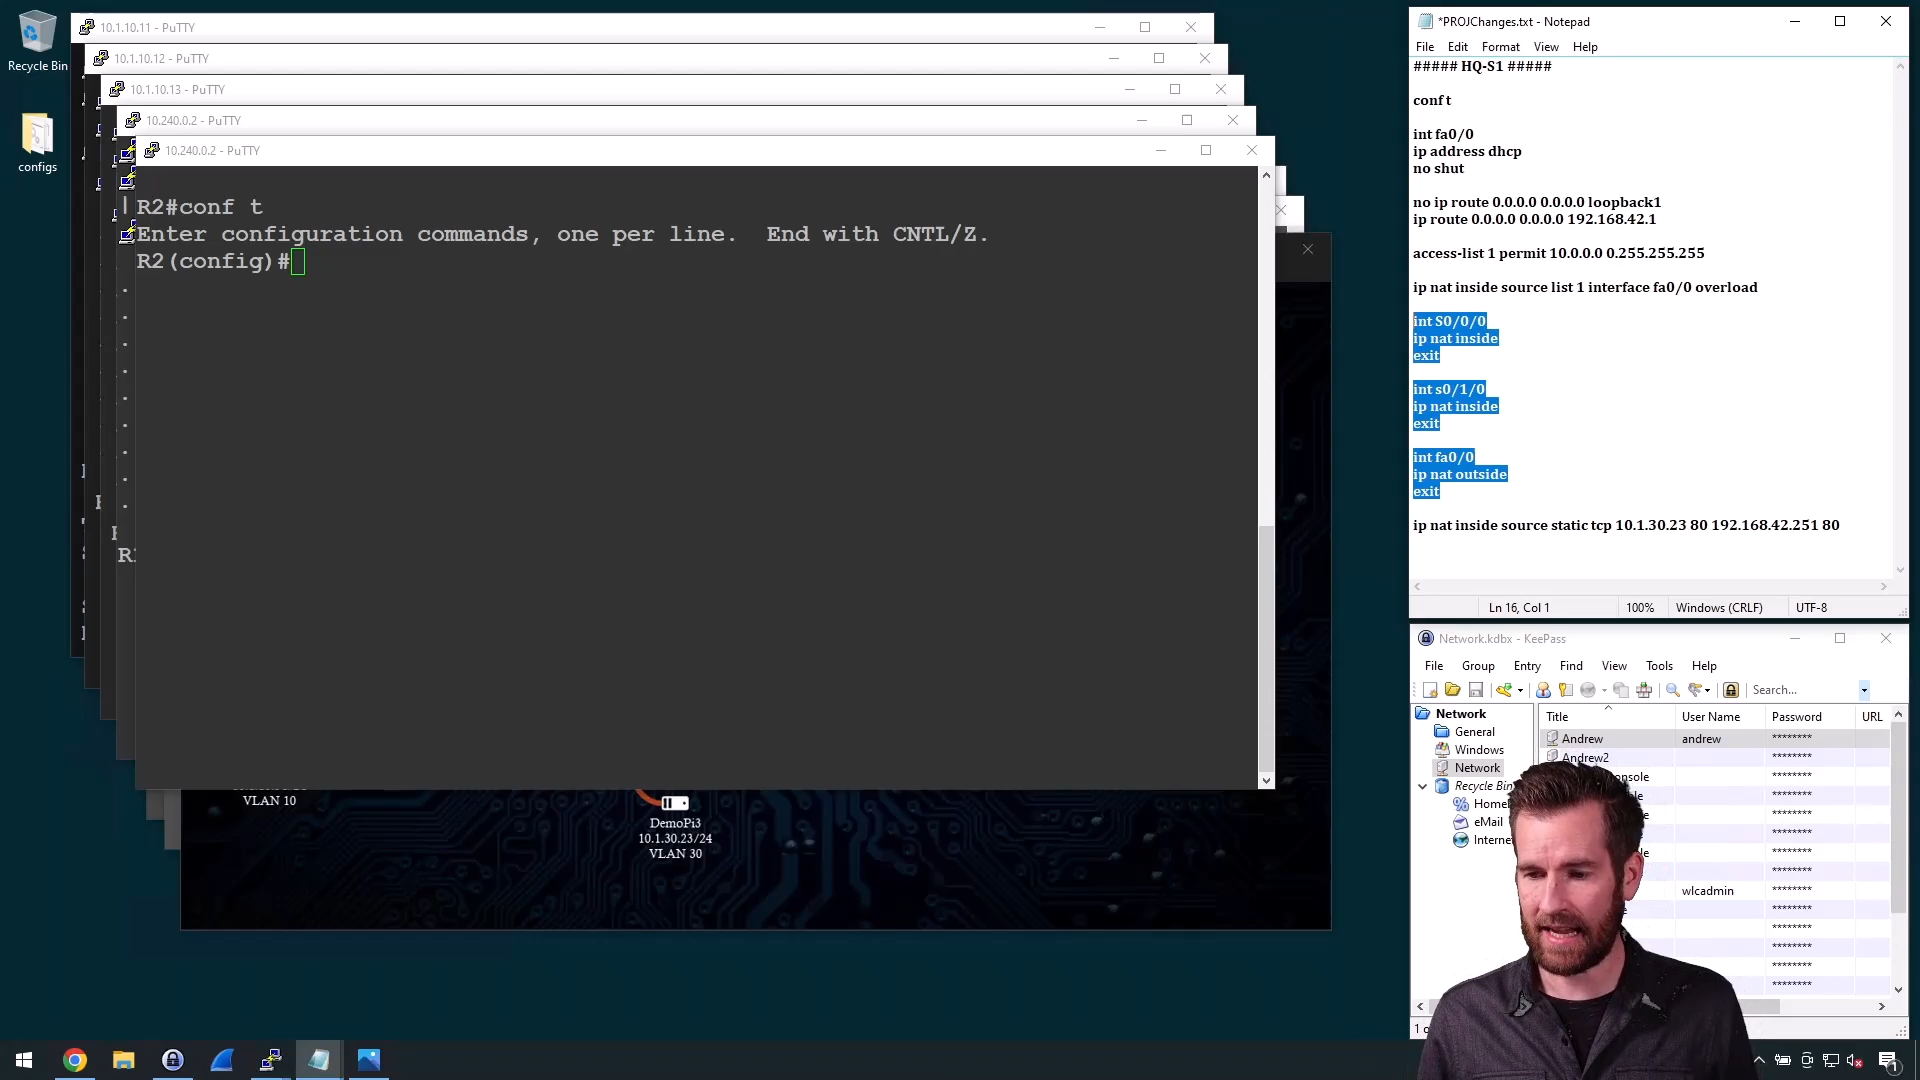 Recycle Bin
configs
10.1.10.11 - PuTTY
10.1.10.12 - PuTTY
10.1.10.13 - PuTTY
10.240.0.2 - PuTTY
10.240.0.2 - PuTTY
R2#conf t
Enter configuration commands, one per line.  End with CNTL/Z.
R2(config)#
VLAN 10
DemoPi3
10.1.30.23/24
VLAN 30
*PROJChanges.txt - Notepad
File Edit Format View Help
##### HQ-S1 #####
conf t
int fa0/0
ip address dhcp
no shut
no ip route 0.0.0.0 0.0.0.0 loopback1
ip route 0.0.0.0 0.0.0.0 192.168.42.1
access-list 1 permit 10.0.0.0 0.255.255.255
ip nat inside source list 1 interface fa0/0 overload
int S0/0/0
ip nat inside
exit
int s0/1/0
ip nat inside
exit
int fa0/0
ip nat outside
exit
ip nat inside source static tcp 10.1.30.23 80 192.168.42.251 80
Ln 16, Col 1 100% Windows (CRLF) UTF-8
Network.kdbx - KeePass
File Group Entry Find View Tools Help
Search...
Network
General
Windows
Network
Recycle Bin
eMail
Title User Name Password URL
Andrew andrew ********
Andrew2 ********
********
********
********
********
********
********
wlcadmin ********
********
********
********
********
********